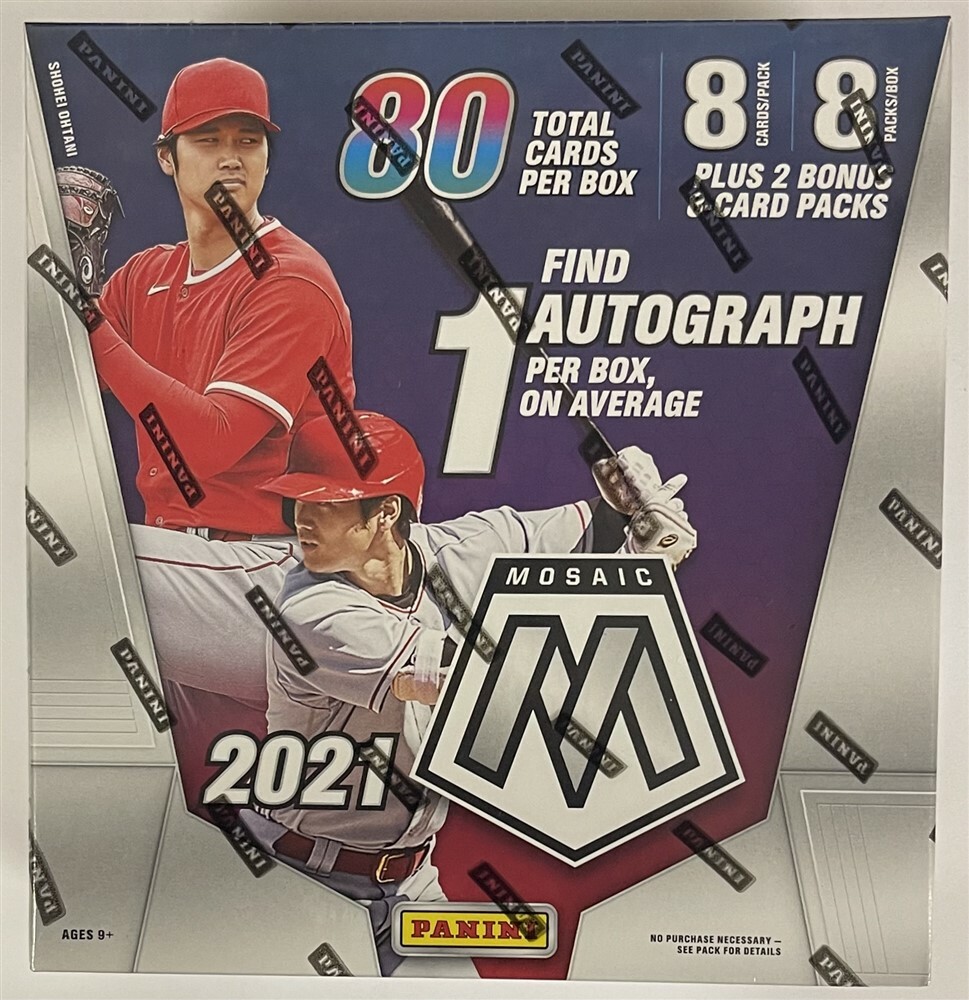 SHOHEI OHTANI
80
TOTAL
CARDS
PER BOX
8
CARDS/PACK
8
PACKS/BOX
PLUS 2 BONUS
8 CARD PACKS
FIND
1
AUTOGRAPH
PER BOX,
ON AVERAGE
MOSAIC
M
2021
PANINI
AGES 9+
NO PURCHASE NECESSARY –
SEE PACK FOR DETAILS